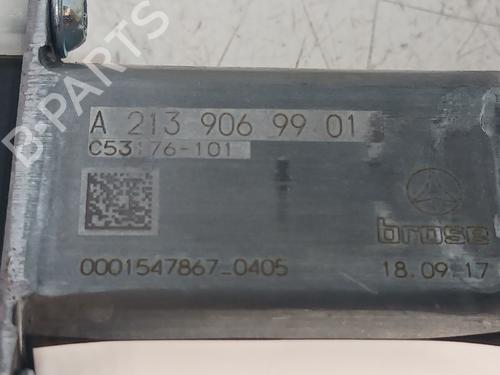 A 213 906 99 01
C53176-101
brose
0001547867_0405
18.09.17
B-PARTS